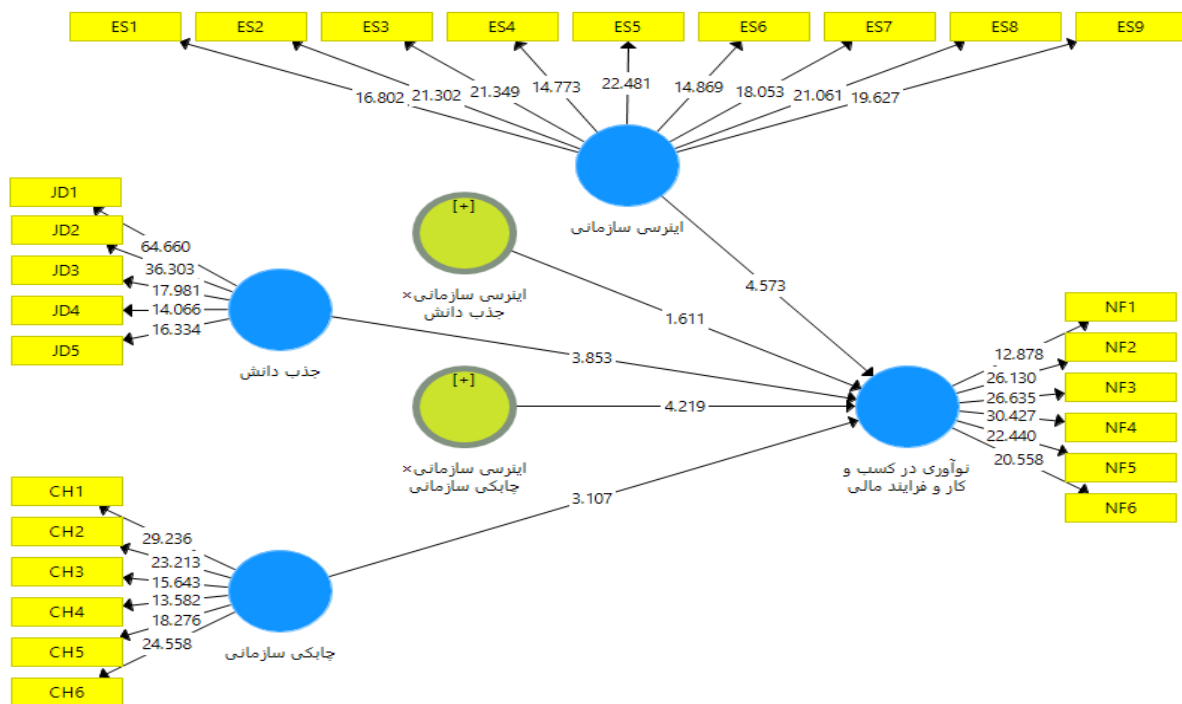 ES1
ES2
ES3
ES4
ES5
ES6
ES7
ES8
ES9
16.802
21.302
21.349
14.773
22.481
14.869
18.053
21.061
19.627
اینرسی سازمانی
4.573
JD1
JD2
JD3
JD4
JD5
64.660
36.303
17.981
14.066
16.334
جذب دانش
3.853
[+]
اینرسی سازمانی×
جذب دانش
1.611
[+]
اینرسی سازمانی×
چابکی سازمانی
4.219
CH1
CH2
CH3
CH4
CH5
CH6
29.236
23.213
15.643
13.582
18.276
24.558
چابکی سازمانی
3.107
نوآوری در کسب و
کار و فرایند مالی
12.878
26.130
26.635
30.427
22.440
20.558
NF1
NF2
NF3
NF4
NF5
NF6